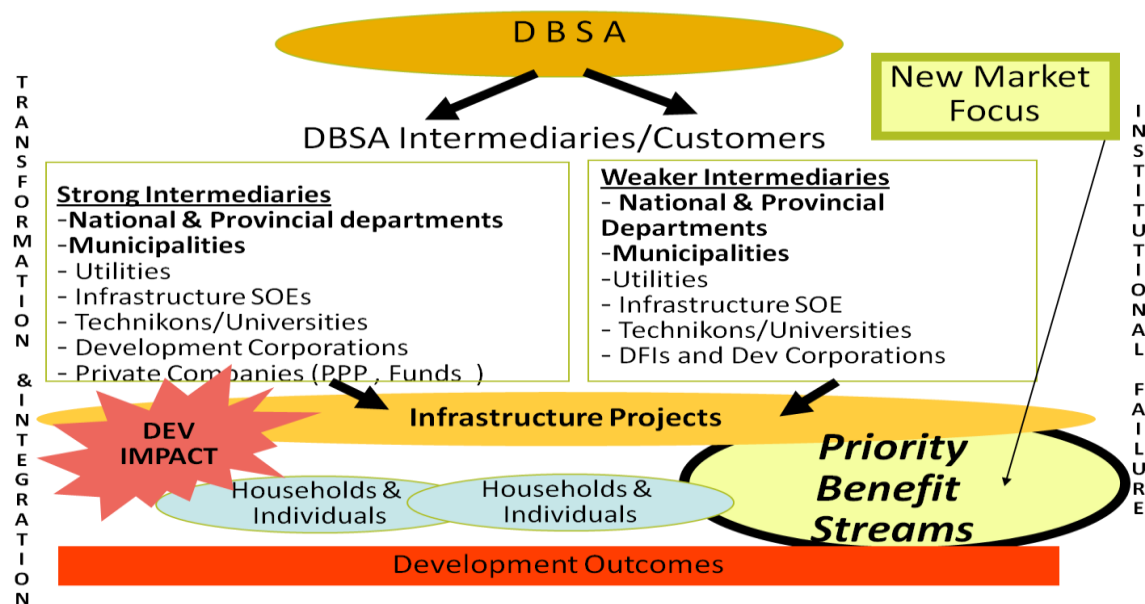 D B S A
New Market
Focus
DBSA Intermediaries/Customers
Strong Intermediaries
-National & Provincial departments
-Municipalities
- Utilities
- Infrastructure SOEs
- Technikons/Universities
- Development Corporations
- Private Companies (PPP , Funds  )
Weaker Intermediaries
- National & Provincial
Departments
-Municipalities
-Utilities
- Infrastructure SOE
- Technikons/Universities
- DFIs and Dev Corporations
Infrastructure Projects
DEV
IMPACT
Households &
Individuals
Households &
Individuals
Priority
Benefit
Streams
Development Outcomes
TRANSFORMATION &INTEGRATION
INSTITUTIONAL FAILURE